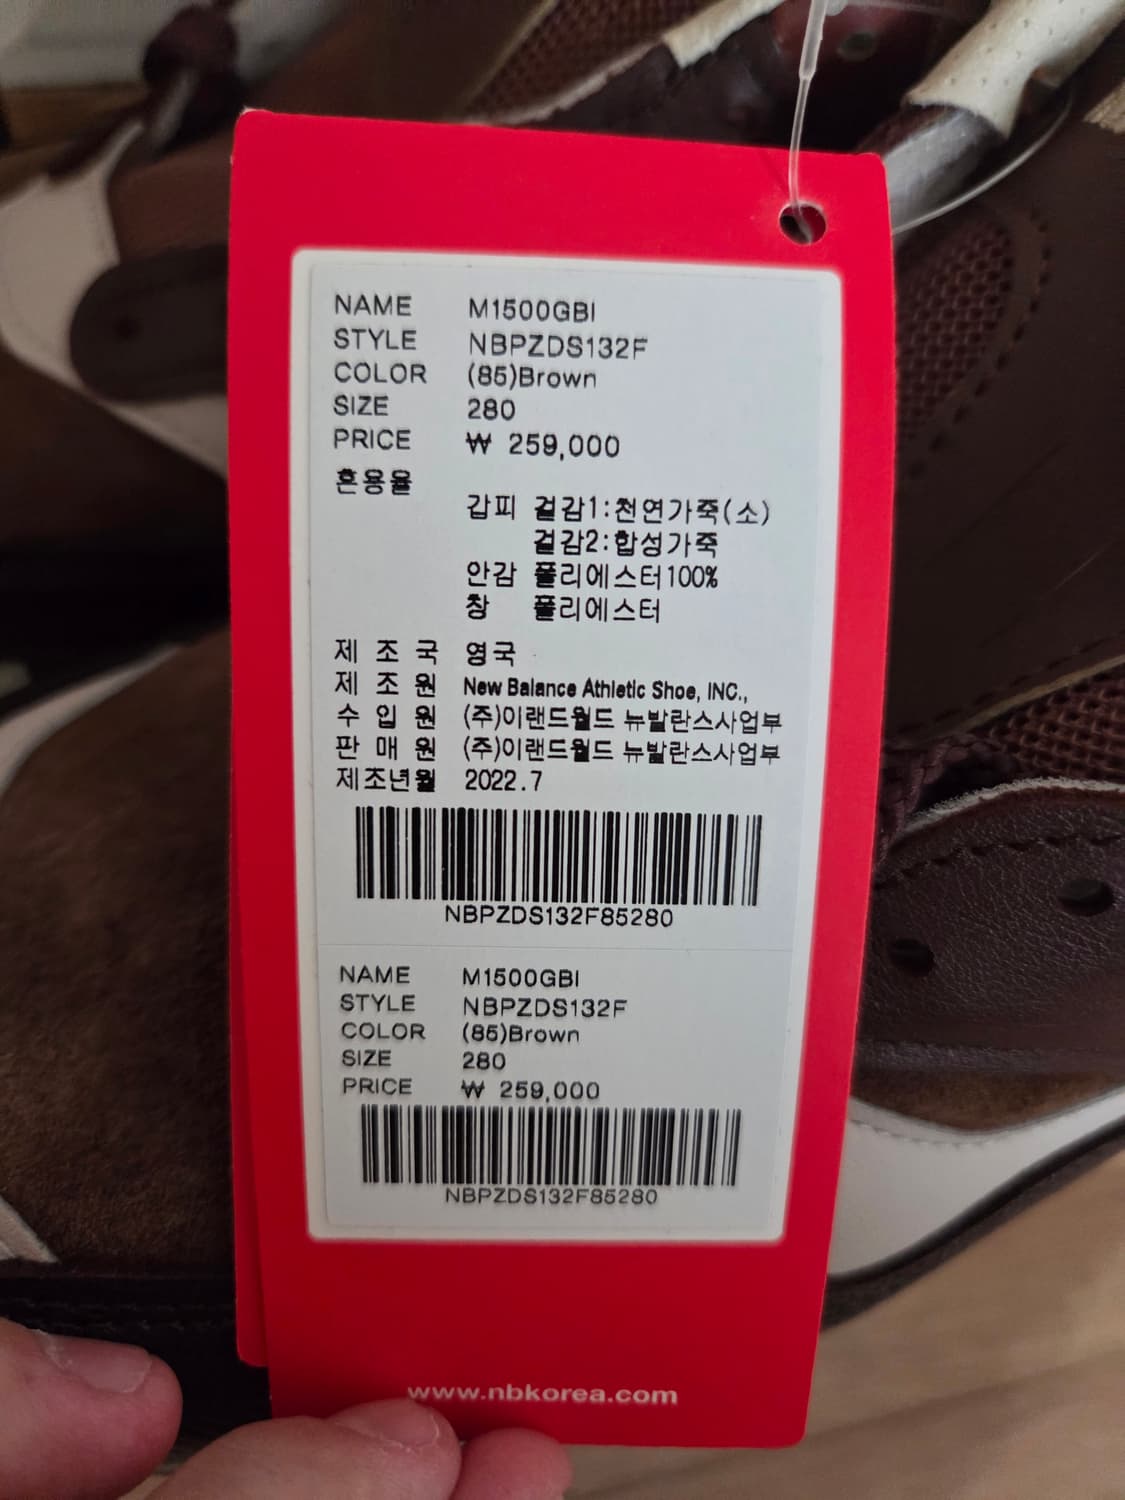 NAME M1500GBI
STYLE NBPZDS132F
COLOR (85)Brown
SIZE 280
PRICE ₩ 259,000
혼용율
갑피 겉감1:천연가죽(소)
겉감2:합성가죽
안감 폴리에스터100%
창 폴리에스터
제 조 국 영국
제 조 원 New Balance Athletic Shoe, INC.,
수 입 원 (주)이랜드월드 뉴발란스사업부
판 매 원 (주)이랜드월드 뉴발란스사업부
제조년월 2022.7
NBPZDS132F85280
NAME M1500GBI
STYLE NBPZDS132F
COLOR (85)Brown
SIZE 280
PRICE ₩ 259,000
NBPZDS132F85280
www.nbkorea.com